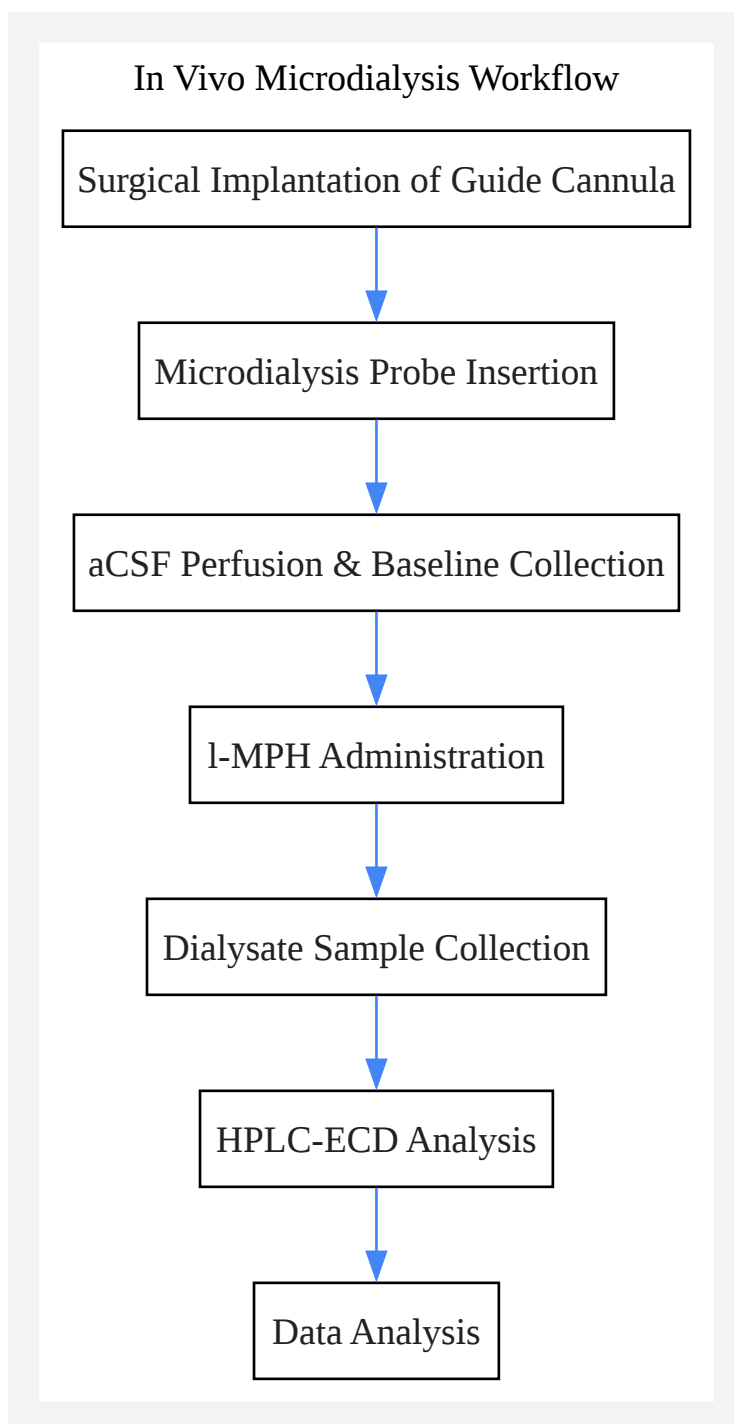 In Vivo Microdialysis Workflow
Surgical Implantation of Guide Cannula
Microdialysis Probe Insertion
aCSF Perfusion & Baseline Collection
l-MPH Administration
Dialysate Sample Collection
HPLC-ECD Analysis
Data Analysis